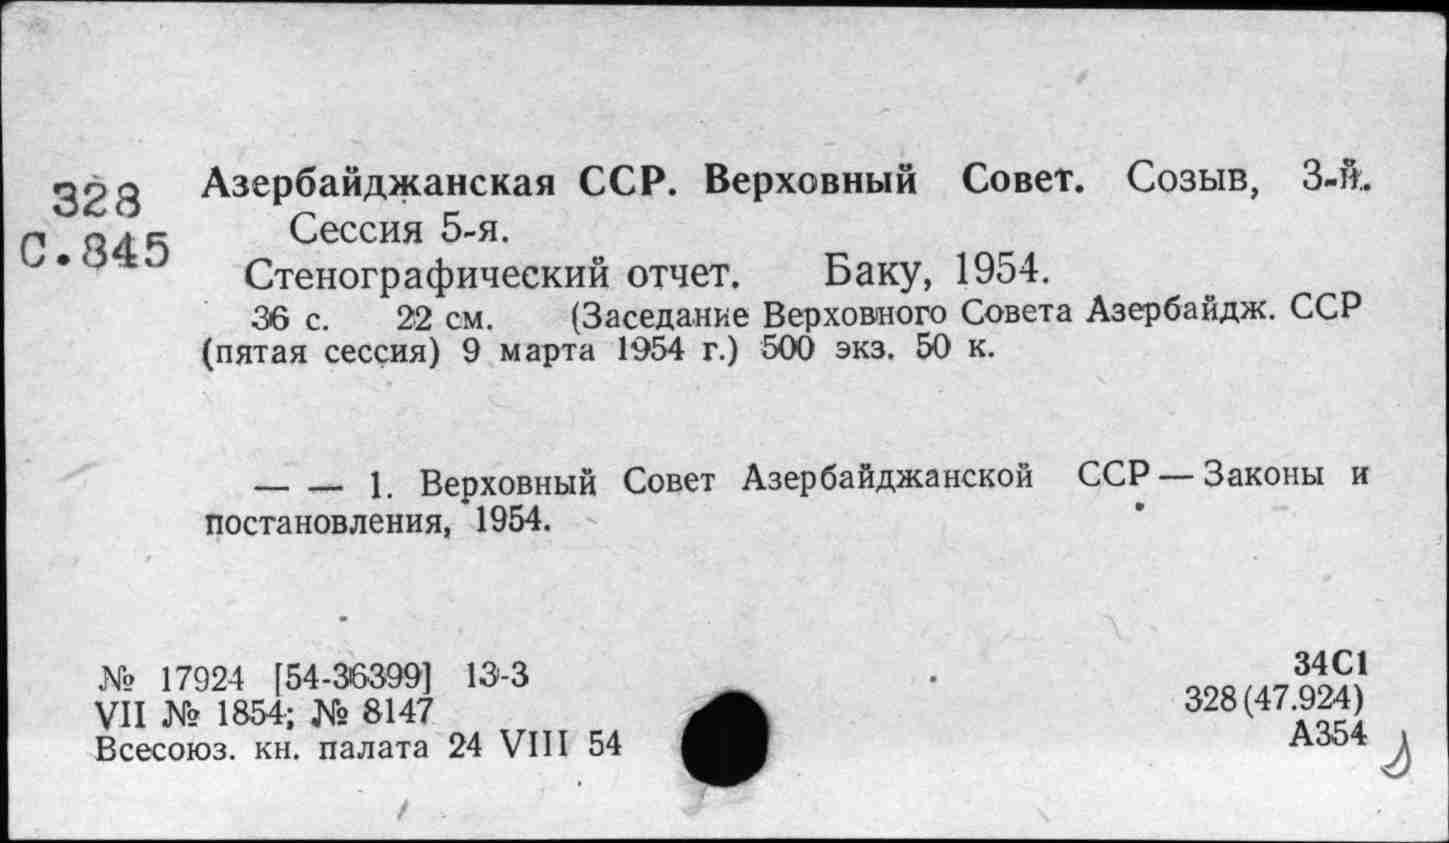 328 Азербайджанская ССР. Верховный Совет. Созыв, 3-й.
С.845 Сессия 5-я.
Стенографический отчет. Баку, 1954.
36 с. 22 см. (Заседание Верховного Совета Азербайдж. ССР
(пятая сессия) 9 марта 1954 г.) 500 экз. 50 к.
— — 1. Верховный Совет Азербайджанской ССР — Законы и
постановления, 1954.
№ 17924 [54-36399] 13-3
VII № 1854; № 8147
Всесоюз. кн. палата 24 VIII 54
34С1
328(47.924)
А354